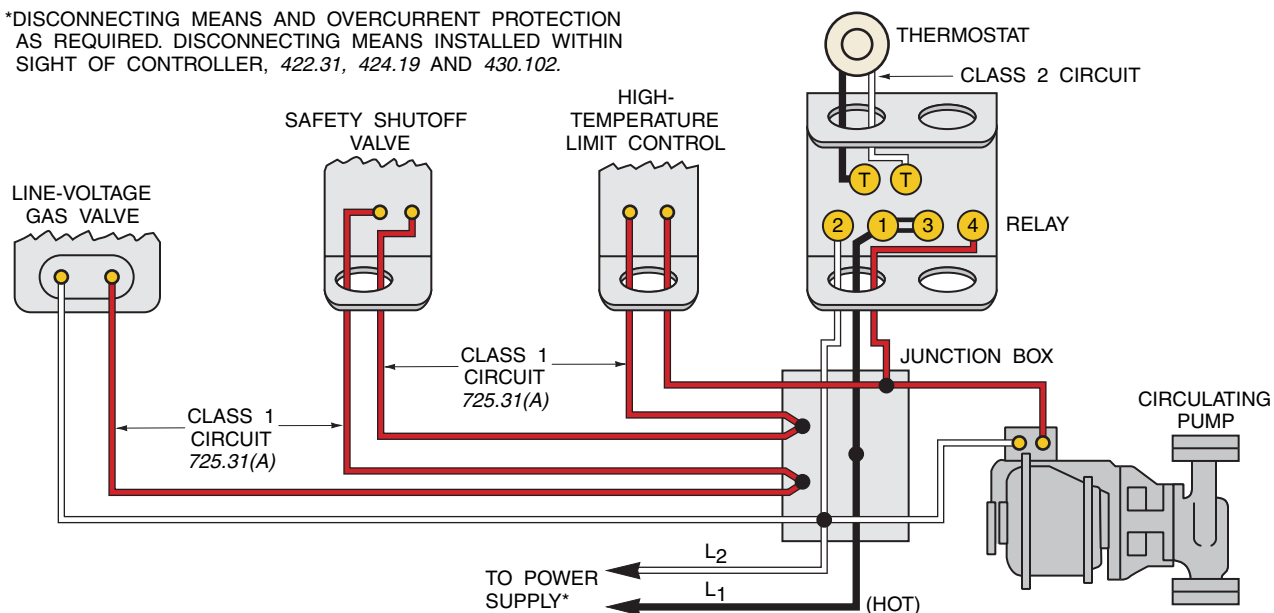 *DISCONNECTING MEANS AND OVERCURRENT PROTECTION
AS REQUIRED. DISCONNECTING MEANS INSTALLED WITHIN
SIGHT OF CONTROLLER, 422.31, 424.19 AND 430.102.
THERMOSTAT
CLASS 2 CIRCUIT
HIGH-
TEMPERATURE
LIMIT CONTROL
SAFETY SHUTOFF
VALVE
LINE-VOLTAGE
GAS VALVE
T T
2 1 3 4
RELAY
JUNCTION BOX
CLASS 1
CIRCUIT
725.31(A)
CLASS 1
CIRCUIT
725.31(A)
CIRCULATING
PUMP
L2
TO POWER
SUPPLY*
L1
(HOT)